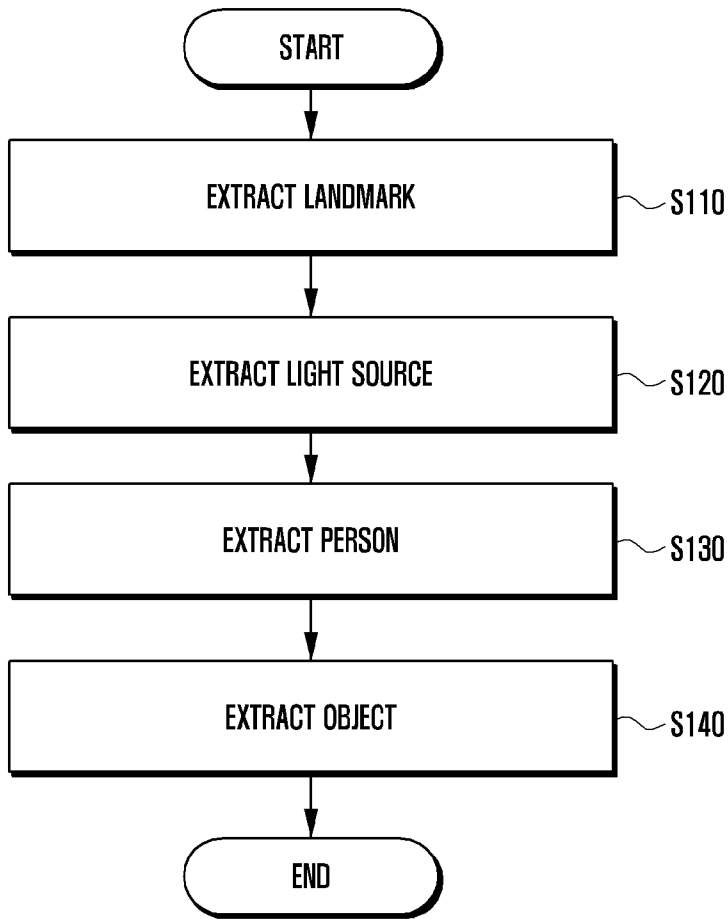 START
EXTRACT LANDMARK
S110
EXTRACT LIGHT SOURCE
S120
EXTRACT PERSON
S130
EXTRACT OBJECT
S140
END